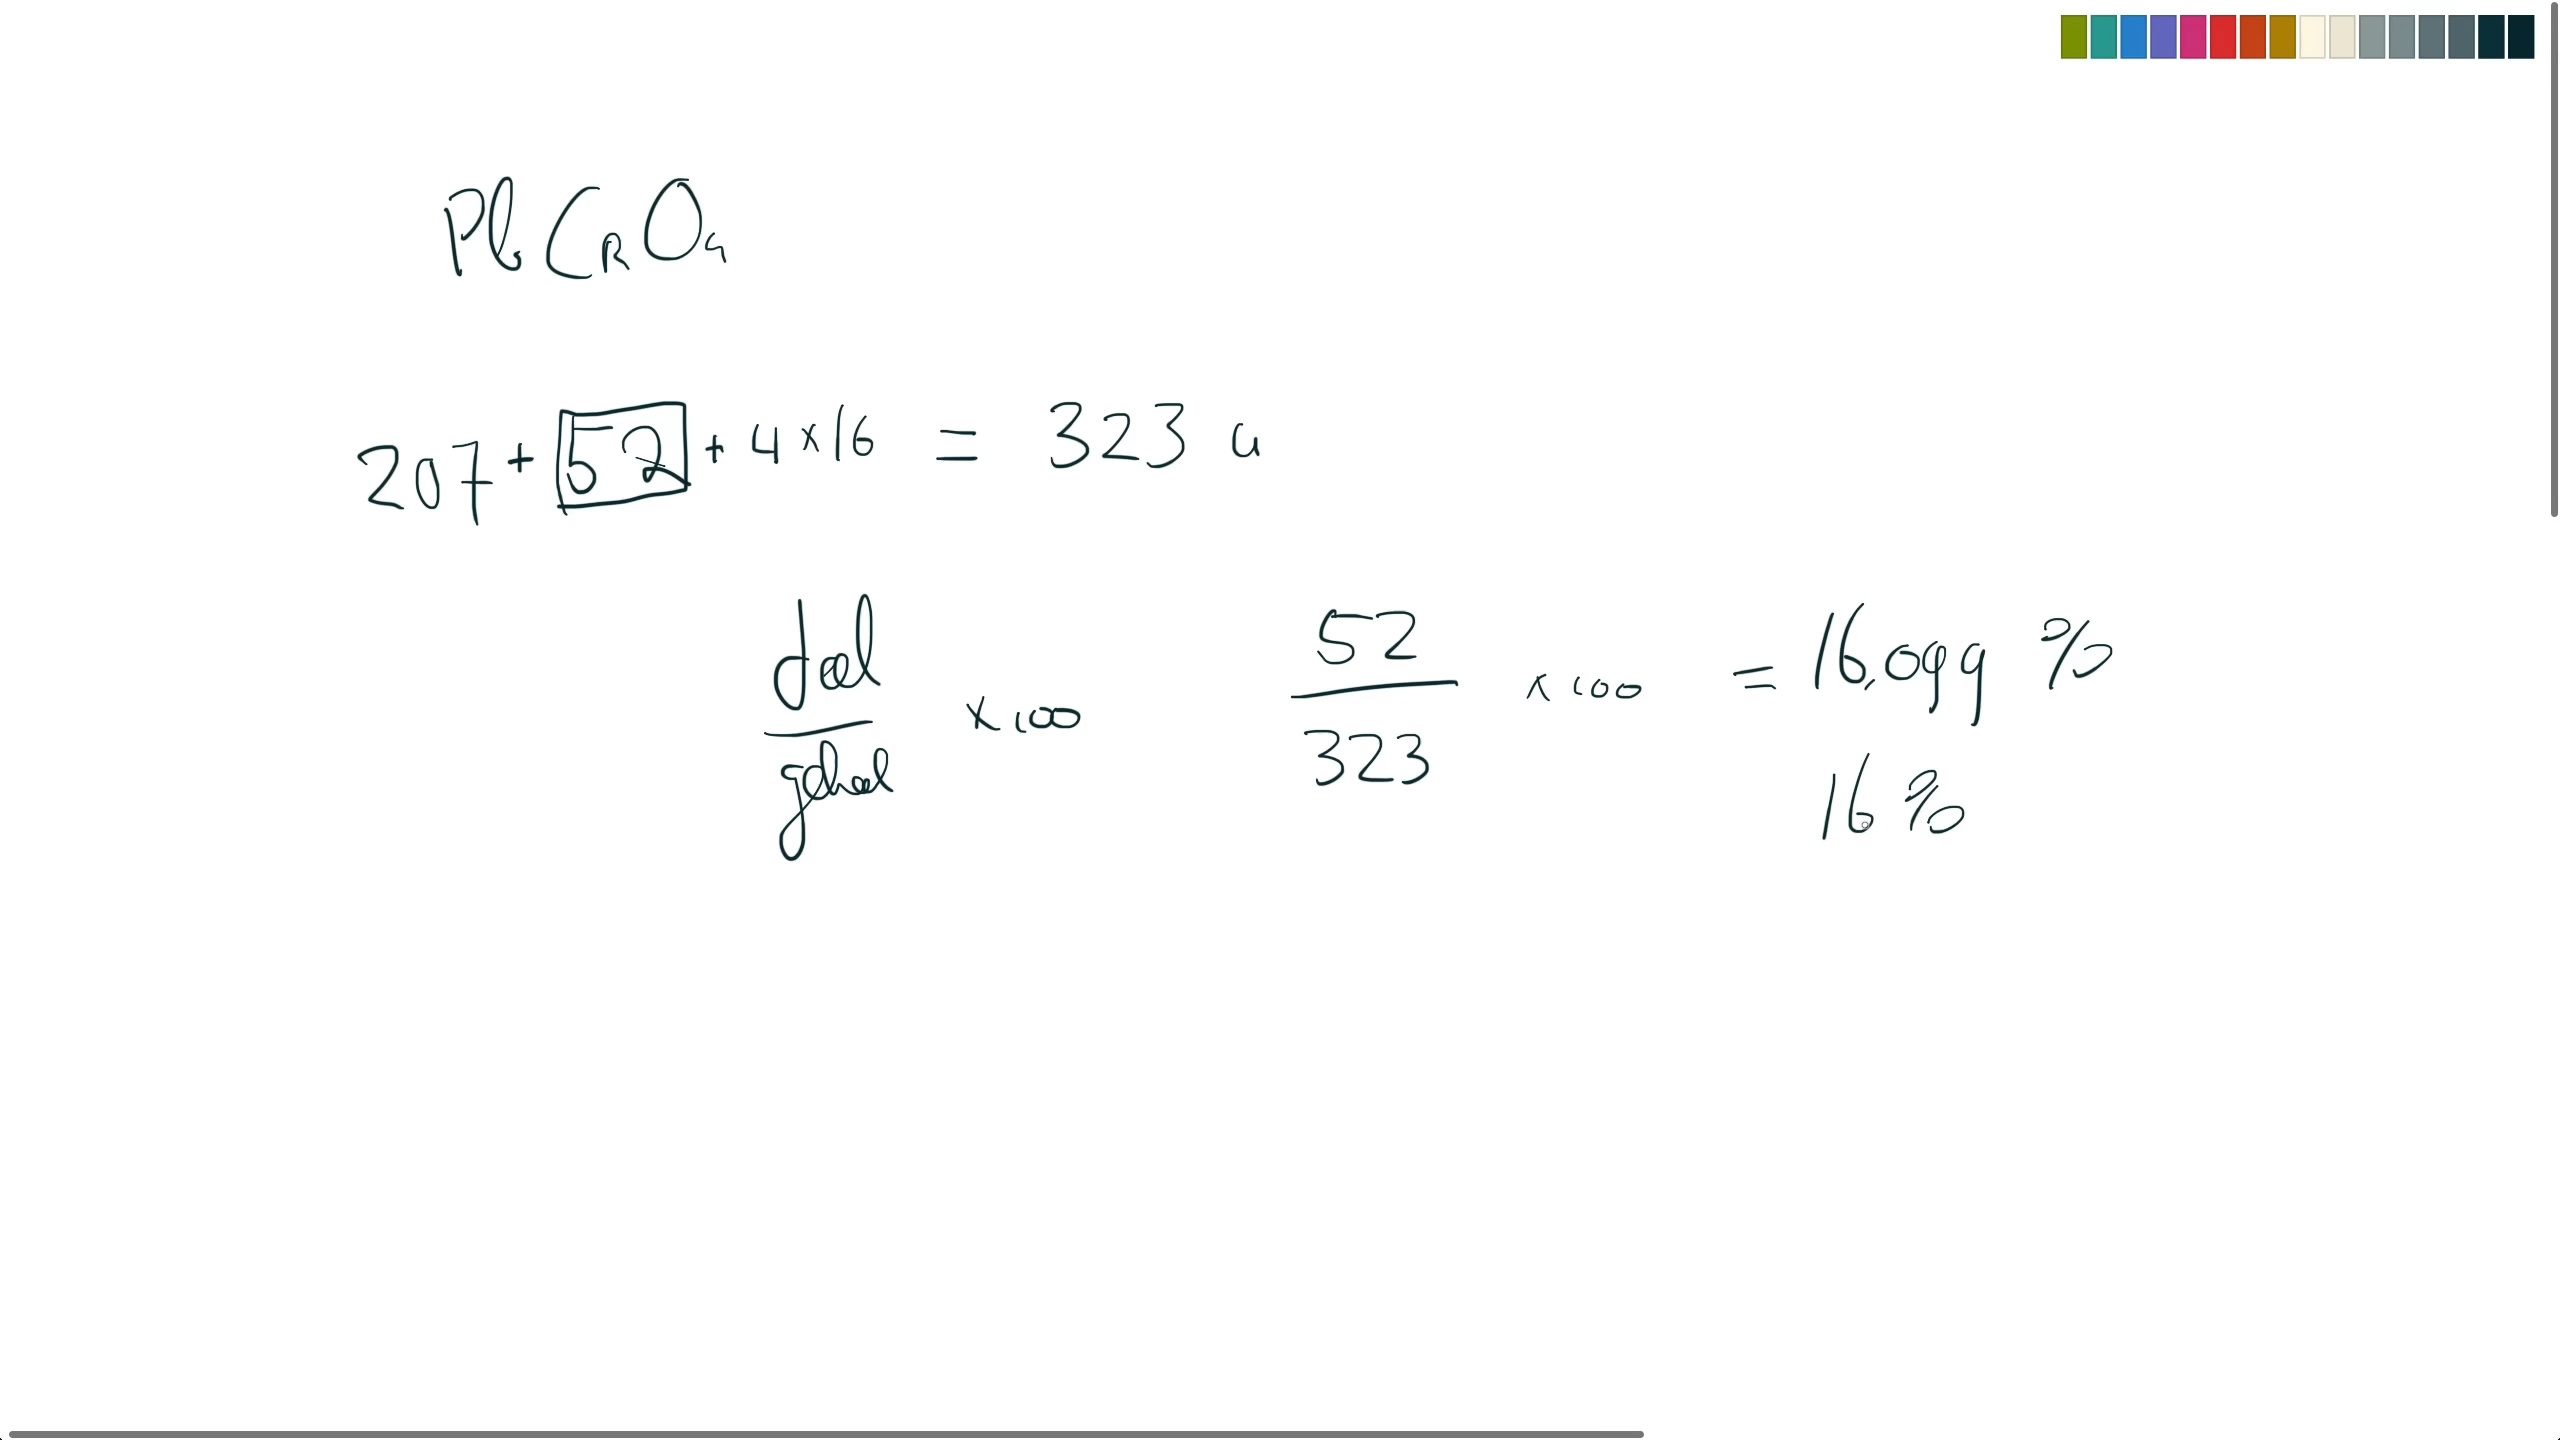 PbCrO4
207 + 52 + 4 x 16 = 323 u
deel / geheel x 100 52 / 323 x 100 = 16,099 %
16 %